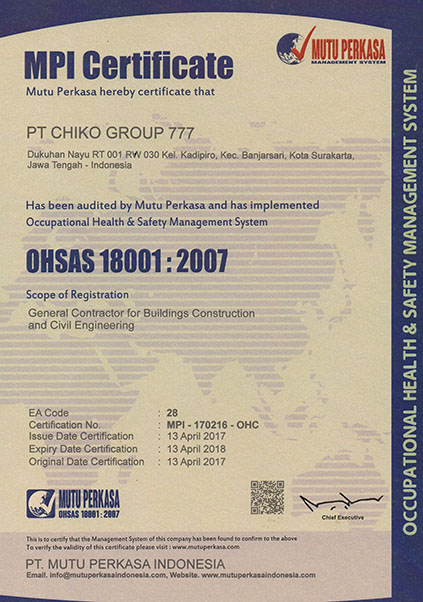 MUTU PERKASA
MANAGEMENT SYSTEM
MPI Certificate
Mutu Perkasa hereby certificate that
PT CHIKO GROUP 777
Dukuhan Nayu RT 001 RW 030 Kel. Kadipiro, Kec. Banjarsari, Kota Surakarta,
Jawa Tengah - Indonesia
Has been audited by Mutu Perkasa and has implemented
Occupational Health & Safety Management System
OHSAS 18001 : 2007
Scope of Registration
General Contractor for Buildings Construction
and Civil Engineering
EA Code : 28
Certification No. : MPI - 170216 - OHC
Issue Date Certification : 13 April 2017
Expiry Date Certification : 13 April 2018
Original Date Certification : 13 April 2017
MUTU PERKASA
OHSAS 18001 : 2007
Chief Executive
This is to certify that the Management System of this company has been found to confirm to the above
To verify the validity of this certificate please visit : www.mutuperkasa.com
PT. MUTU PERKASA INDONESIA
Email. info@mutuperkasaindonesia.com, Website. www.mutuperkasaindonesia.com
OCCUPATIONAL HEALTH & SAFETY MANAGEMENT SYSTEM